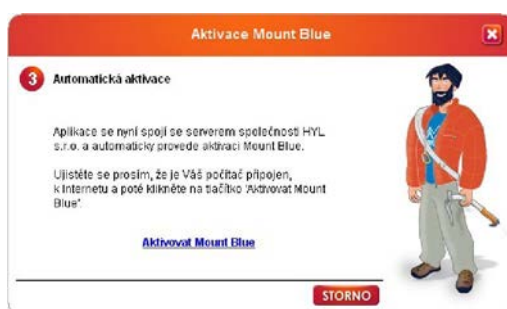 Aktivace Mount Blue
3 Automatická aktivace
Aplikace se nyní spojí se serverem společnosti HYL
s.r.o. a automaticky provede aktivaci Mount Blue.
Ujistěte se prosím, že je Váš počítač připojen,
k Internetu a poté klikněte na tlačítko 'Aktivovat Mount
Blue'.
Aktivovat Mount Blue
STORNO